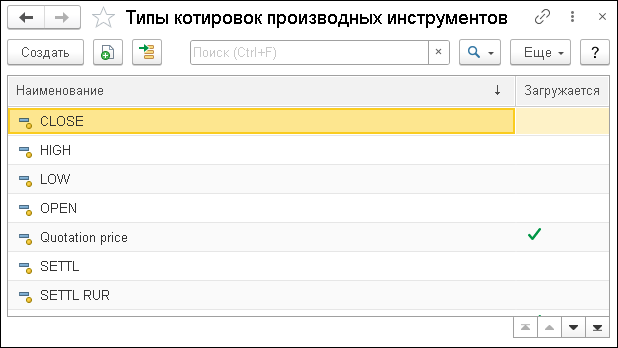 Типы котировок производных инструментов
Создать Поиск (Ctrl+F) × Еще ?
Наименование ↓ Загружается
CLOSE
HIGH
LOW
OPEN
Quotation price
SETTL
SETTL RUR